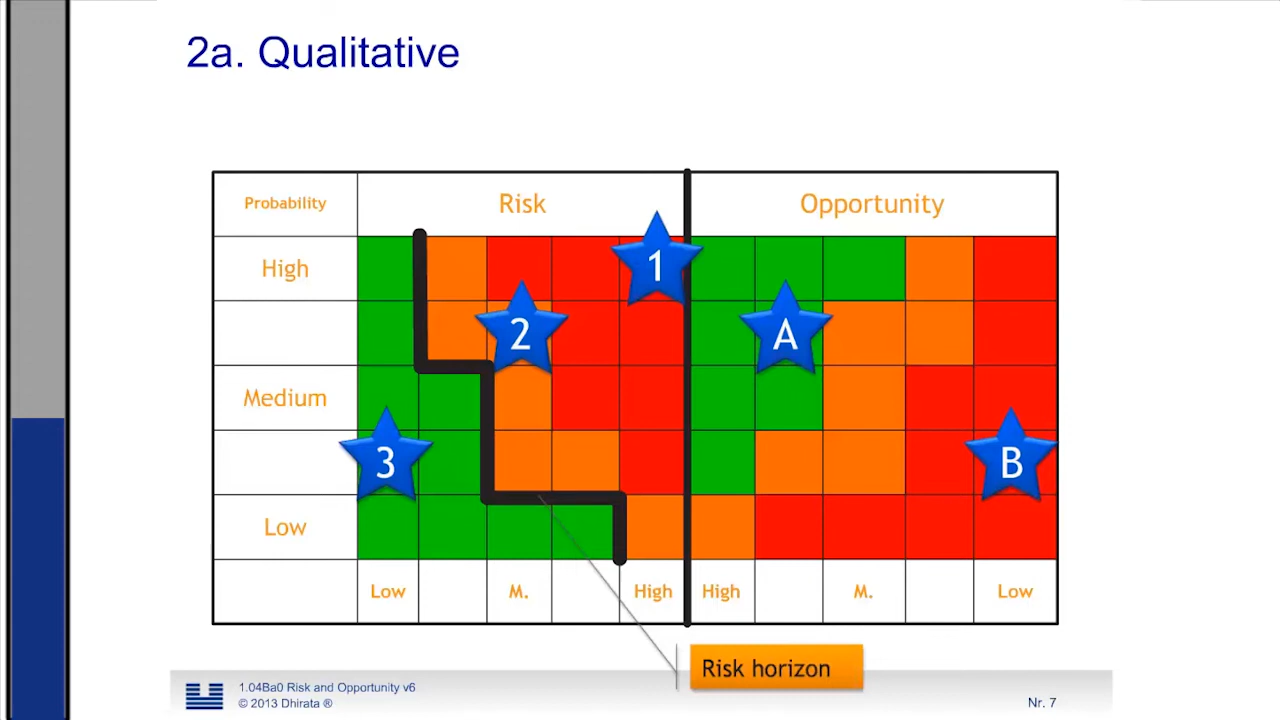 2a. Qualitative
Probability Risk Opportunity
High 1
2 A
Medium
3 B
Low
Low M. High High M. Low
Risk horizon
1.04Ba0 Risk and Opportunity v6
© 2013 Dhirata ®
Nr. 7